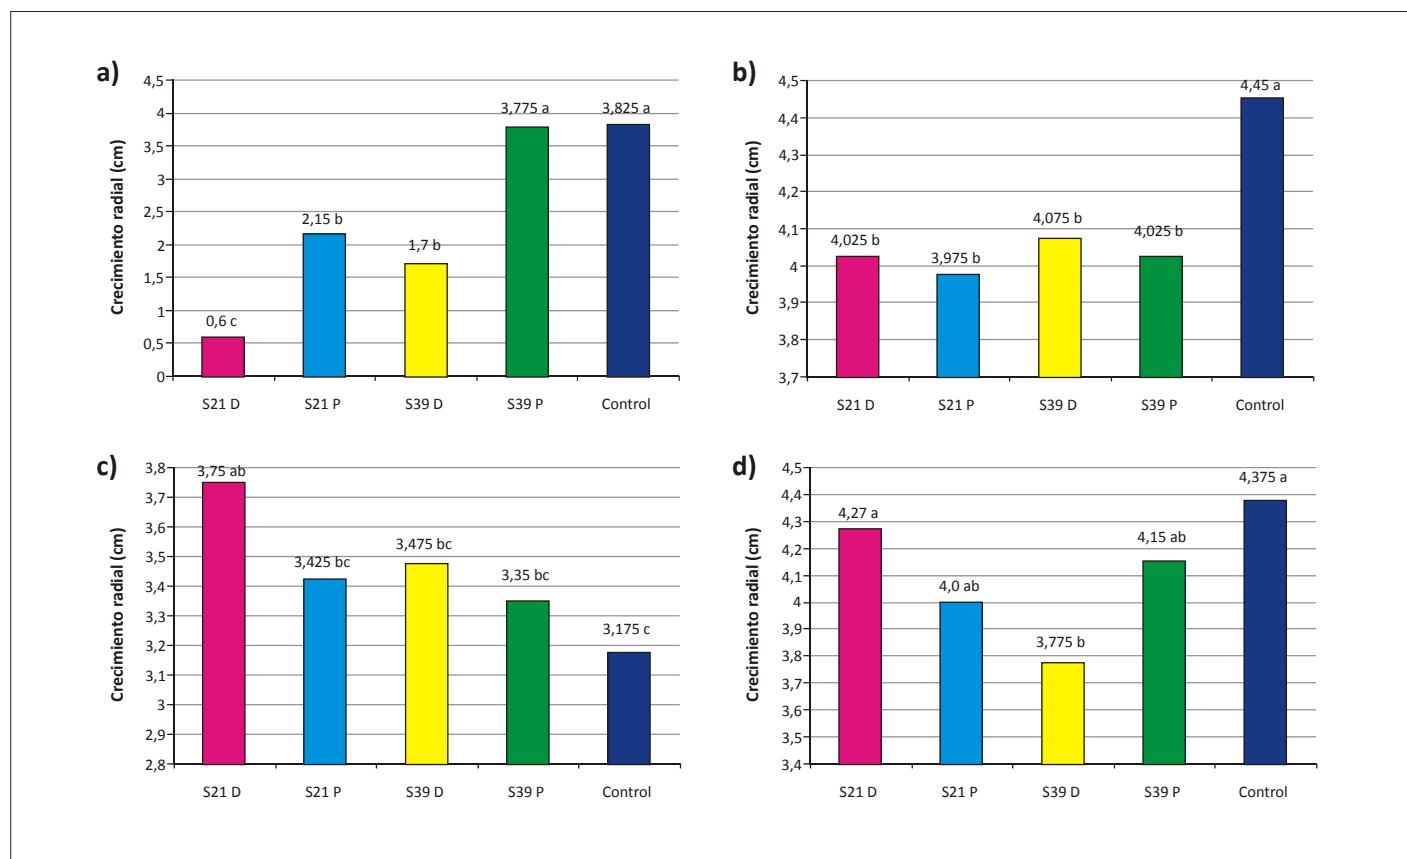 a)
Crecimiento radial (cm)
4,5
4
3,5
3
2,5
2
1,5
1
0,5
0
0,6 c
2,15 b
1,7 b
3,775 a
3,825 a
S21 D
S21 P
S39 D
S39 P
Control
b)
Crecimiento radial (cm)
4,5
4,4
4,3
4,2
4,1
4
3,9
3,8
3,7
4,025 b
3,975 b
4,075 b
4,025 b
4,45 a
S21 D
S21 P
S39 D
S39 P
Control
c)
Crecimiento radial (cm)
3,8
3,7
3,6
3,5
3,4
3,3
3,2
3,1
3
2,9
2,8
3,75 ab
3,425 bc
3,475 bc
3,35 bc
3,175 c
S21 D
S21 P
S39 D
S39 P
Control
d)
Crecimiento radial (cm)
4,5
4,4
4,3
4,2
4,1
4
3,9
3,8
3,7
3,6
3,5
3,4
4,27 a
4,0 ab
3,775 b
4,15 ab
4,375 a
S21 D
S21 P
S39 D
S39 P
Control